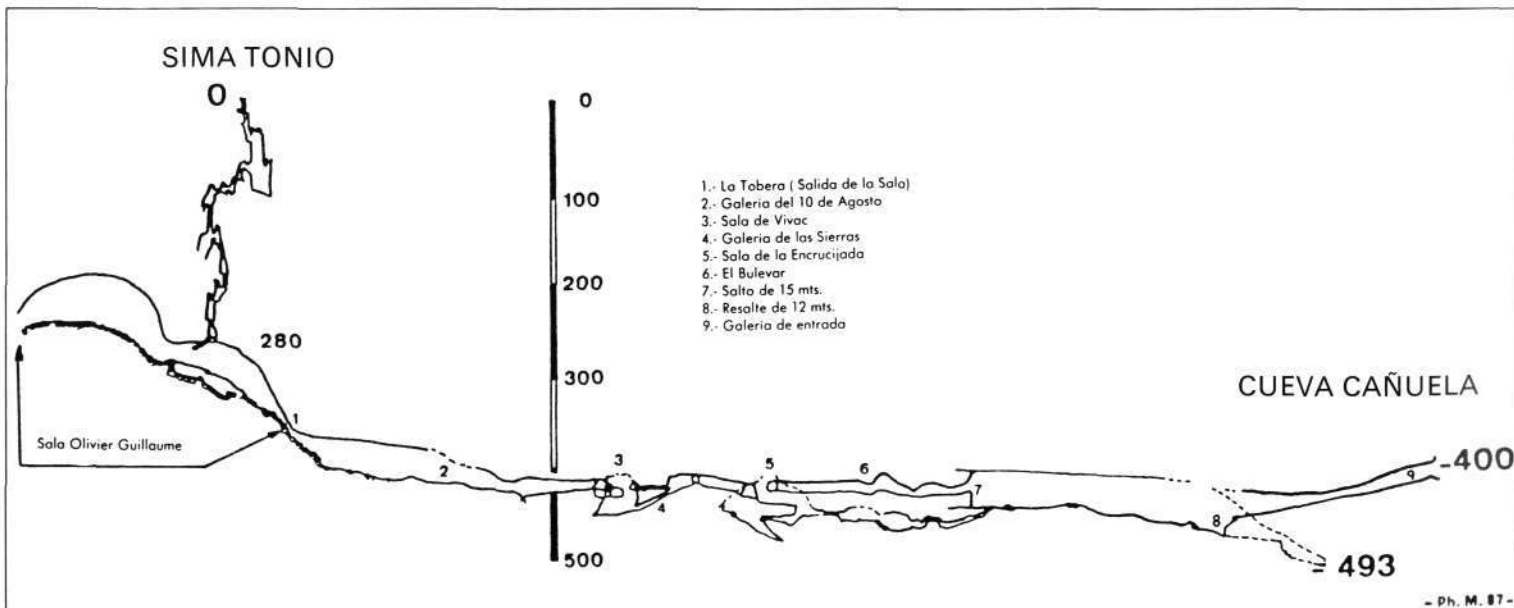 SIMA TONIO
0
0
100
200
300
500
280
1.- La Tobera ( Salida de la Sala)
2.- Galeria del 10 de Agosto
3.- Sala de Vivac
4.- Galeria de las Sierras
5.- Sala de la Encrucijada
6.- El Bulevar
7.- Salto de 15 mts.
8.- Resalte de 12 mts.
9.- Galeria de entrada
CUEVA CAÑUELA
Sala Olivier Guillaume
1
2
3
4
5
6
7
8
9
-400
- 493
- Ph. M. 87 -